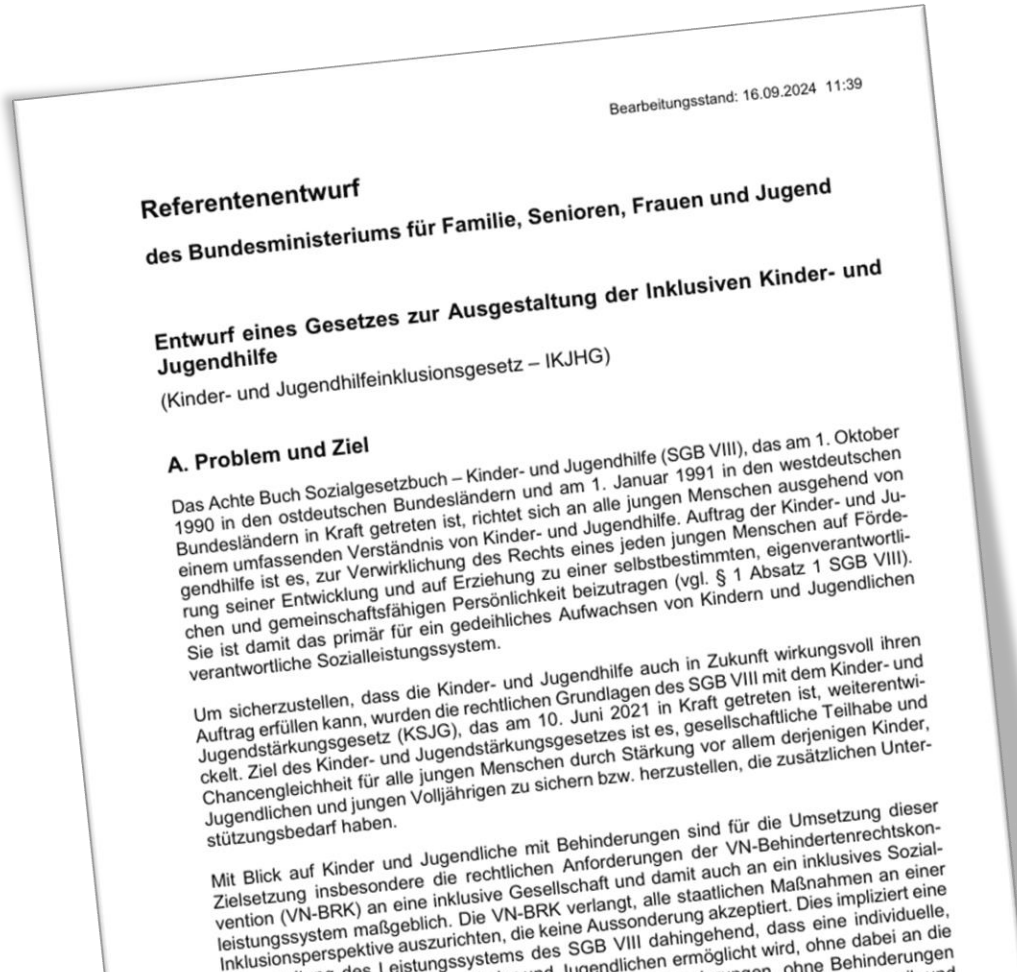 Bearbeitungsstand: 16.09.2024 11:39
Referentenentwurf
des Bundesministeriums für Familie, Senioren, Frauen und Jugend
Entwurf eines Gesetzes zur Ausgestaltung der Inklusiven Kinder- und
Jugendhilfe
(Kinder- und Jugendhilfeinklusionsgesetz – IKJHG)
A. Problem und Ziel
Das Achte Buch Sozialgesetzbuch – Kinder- und Jugendhilfe (SGB VIII), das am 1. Oktober
1990 in den ostdeutschen Bundesländern und am 1. Januar 1991 in den westdeutschen
Bundesländern in Kraft getreten ist, richtet sich an alle jungen Menschen ausgehend von
einem umfassenden Verständnis von Kinder- und Jugendhilfe. Auftrag der Kinder- und Ju-
gendhilfe ist es, zur Verwirklichung des Rechts eines jeden jungen Menschen auf Förde-
rung seiner Entwicklung und auf Erziehung zu einer selbstbestimmten, eigenverantwortli-
chen und gemeinschaftsfähigen Persönlichkeit beizutragen (vgl. § 1 Absatz 1 SGB VIII).
Sie ist damit das primär für ein gedeihliches Aufwachsen von Kindern und Jugendlichen
verantwortliche Sozialleistungssystem.
Um sicherzustellen, dass die Kinder- und Jugendhilfe auch in Zukunft wirkungsvoll ihren
Auftrag erfüllen kann, wurden die rechtlichen Grundlagen des SGB VIII mit dem Kinder- und
Jugendstärkungsgesetz (KSJG), das am 10. Juni 2021 in Kraft getreten ist, weiterentwi-
ckelt. Ziel des Kinder- und Jugendstärkungsgesetzes ist es, gesellschaftliche Teilhabe und
Chancengleichheit für alle jungen Menschen durch Stärkung vor allem derjenigen Kinder,
Jugendlichen und jungen Volljährigen zu sichern bzw. herzustellen, die zusätzlichen Unter-
stützungsbedarf haben.
Mit Blick auf Kinder und Jugendliche mit Behinderungen sind für die Umsetzung dieser
Zielsetzung insbesondere die rechtlichen Anforderungen der VN-Behindertenrechtskon-
vention (VN-BRK) an eine inklusive Gesellschaft und damit auch an ein inklusives Sozial-
leistungssystem maßgeblich. Die VN-BRK verlangt, alle staatlichen Maßnahmen an einer
Inklusionsperspektive auszurichten, die keine Aussonderung akzeptiert. Dies impliziert eine
des Leistungssystems des SGB VIII dahingehend, dass eine individuelle,
Jugendlichen ermöglicht wird, ohne dabei an die
ohne Behinderungen